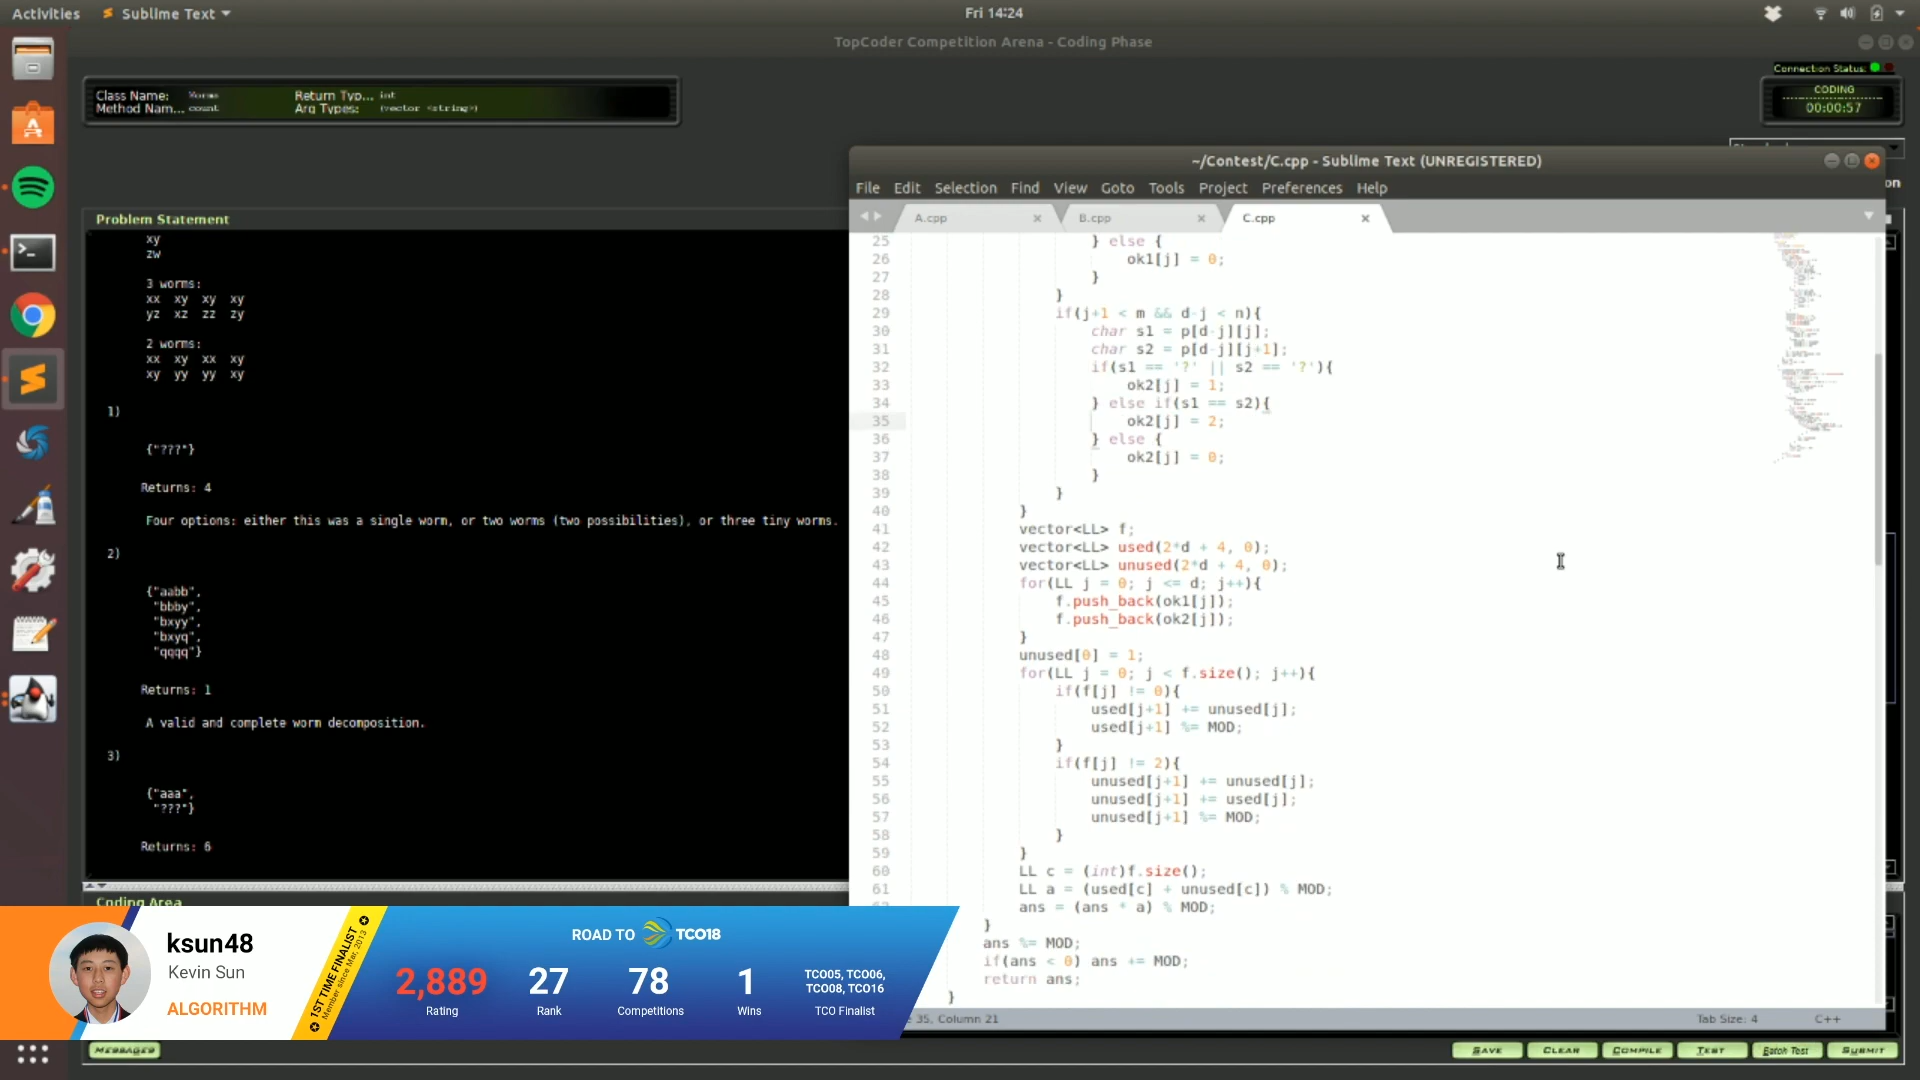 Activities
Sublime Text
Fri 14:24
TopCoder Competition Arena - Coding Phase
Connection Status:
Class Name: Worms
Return Typ... int
Method Nam... count
Arg Types: (vector <string>)
CODING
00:00:57
~/Contest/C.cpp - Sublime Text (UNREGISTERED)
File Edit Selection Find View Goto Tools Project Preferences Help
A.cpp
B.cpp
C.cpp
Problem Statement
xy
zw
3 worms:
xx xy xy xy
yz xz zz zy
2 worms:
xx xy xx xy
xy yy yy xy
1)
{"???"}
Returns: 4
Four options: either this was a single worm, or two worms (two possibilities), or three tiny worms.
2)
{"aabb",
"bbby",
"bxyy",
"bxyq",
"qqqq"}
Returns: 1
A valid and complete worm decomposition.
3)
{"aaa",
"???"}
Returns: 6
Coding Area
25 } else {
26 ok1[j] = 0;
27 }
28 }
29 if(j+1 < m && d-j < n){
30 char s1 = p[d-j][j];
31 char s2 = p[d-j][j+1];
32 if(s1 == '?' || s2 == '?'){
33 ok2[j] = 1;
34 } else if(s1 == s2){
35 ok2[j] = 2;
36 } else {
37 ok2[j] = 0;
38 }
39 }
40 }
41 vector<LL> f;
42 vector<LL> used(2*d + 4, 0);
43 vector<LL> unused(2*d + 4, 0);
44 for(LL j = 0; j <= d; j++){
45 f.push_back(ok1[j]);
46 f.push_back(ok2[j]);
47 }
48 unused[0] = 1;
49 for(LL j = 0; j < f.size(); j++){
50 if(f[j] != 0){
51 used[j+1] += unused[j];
52 used[j+1] %= MOD;
53 }
54 if(f[j] != 2){
55 unused[j+1] += unused[j];
56 unused[j+1] += used[j];
57 unused[j+1] %= MOD;
58 }
59 }
60 LL c = (int)f.size();
61 LL a = (used[c] + unused[c]) % MOD;
ans = (ans * a) % MOD;
}
ans %= MOD;
if(ans < 0) ans += MOD;
return ans;
}
35, Column 21
Tab Size: 4
C++
ksun48
Kevin Sun
ALGORITHM
1ST TIME FINALIST
Member since Mar, 2013
ROAD TO TCO18
2,889 27 78 1 TCO05, TCO06, TCO08, TCO16
Rating Rank Competitions Wins TCO Finalist
MESSAGES
SAVE
CLEAR
COMPILE
TEST
Batch Test
SUBMIT